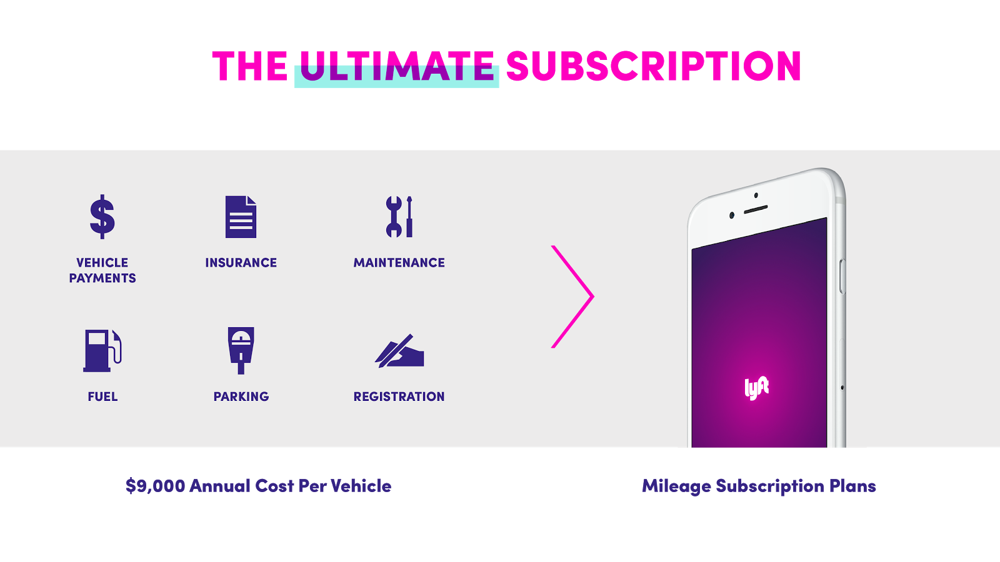 THE ULTIMATE SUBSCRIPTION
$
VEHICLE
PAYMENTS
INSURANCE
MAINTENANCE
FUEL
PARKING
REGISTRATION
lyft
$9,000 Annual Cost Per Vehicle
Mileage Subscription Plans